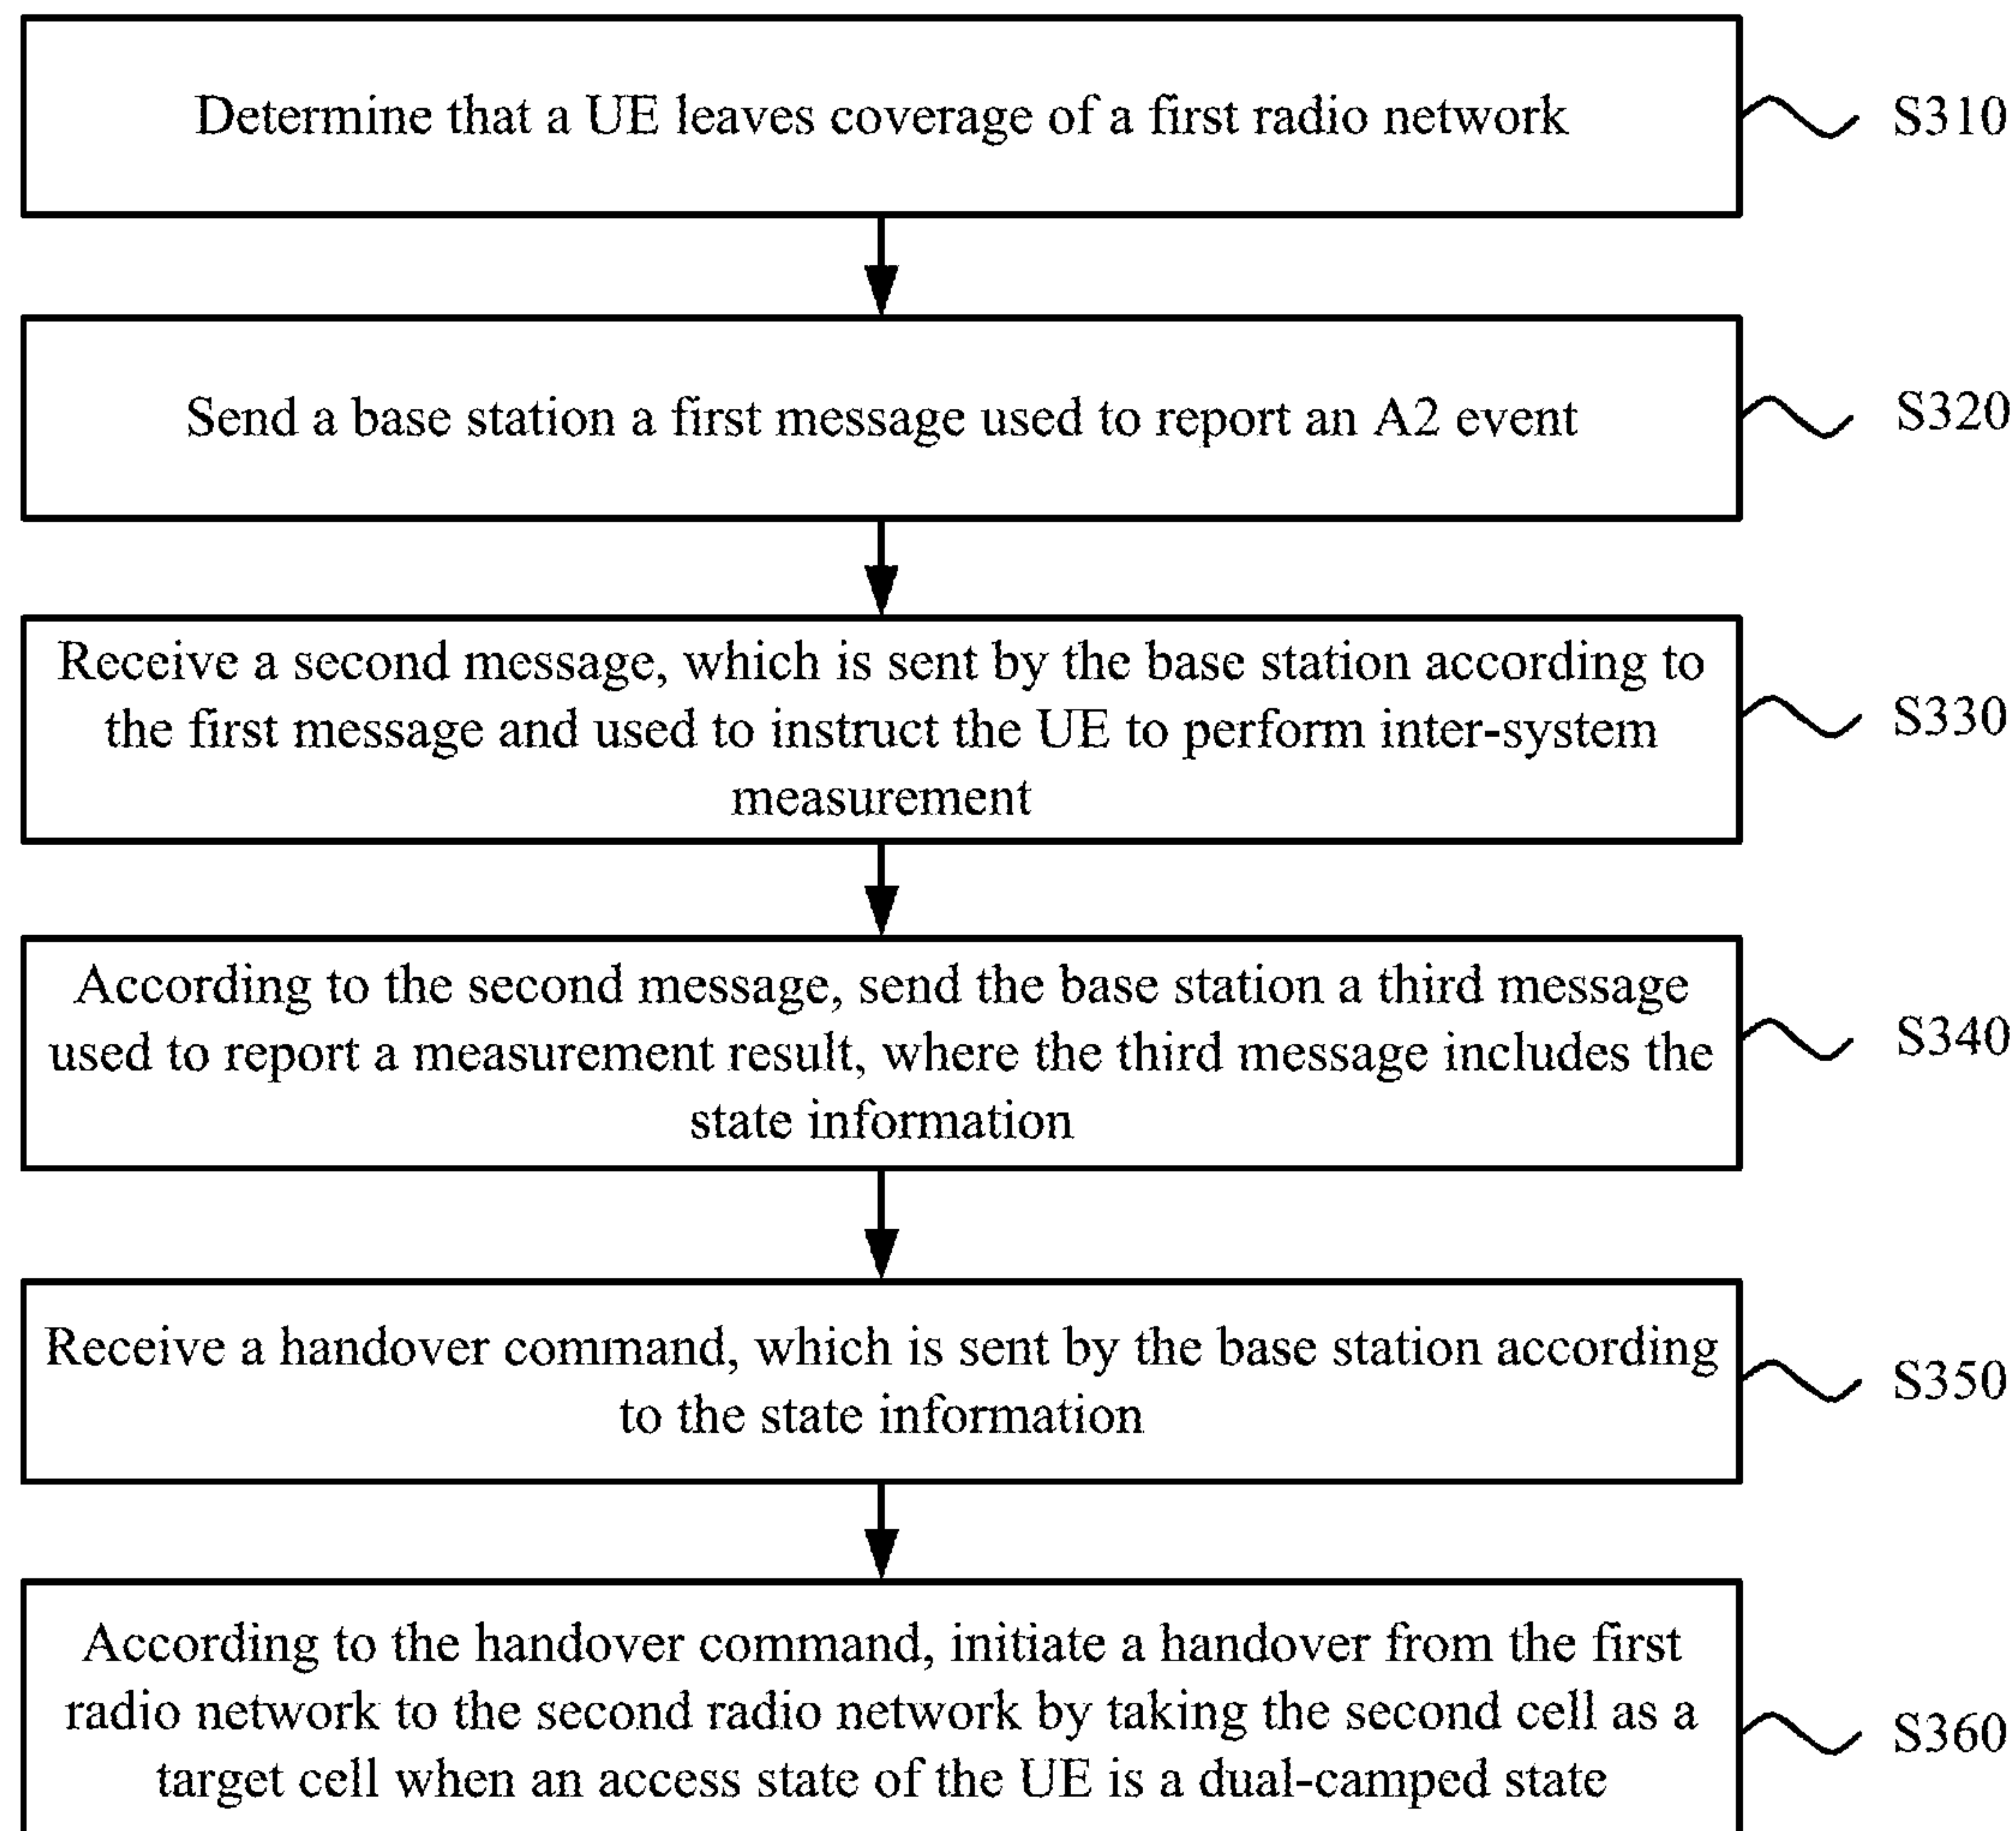 Determine that a UE leaves coverage of a first radio network
S310
Send a base station a first message used to report an A2 event
S320
Receive a second message, which is sent by the base station according to
the first message and used to instruct the UE to perform inter-system
measurement
S330
According to the second message, send the base station a third message
used to report a measurement result, where the third message includes the
state information
S340
Receive a handover command, which is sent by the base station according
to the state information
S350
According to the handover command, initiate a handover from the first
radio network to the second radio network by taking the second cell as a
target cell when an access state of the UE is a dual-camped state
S360